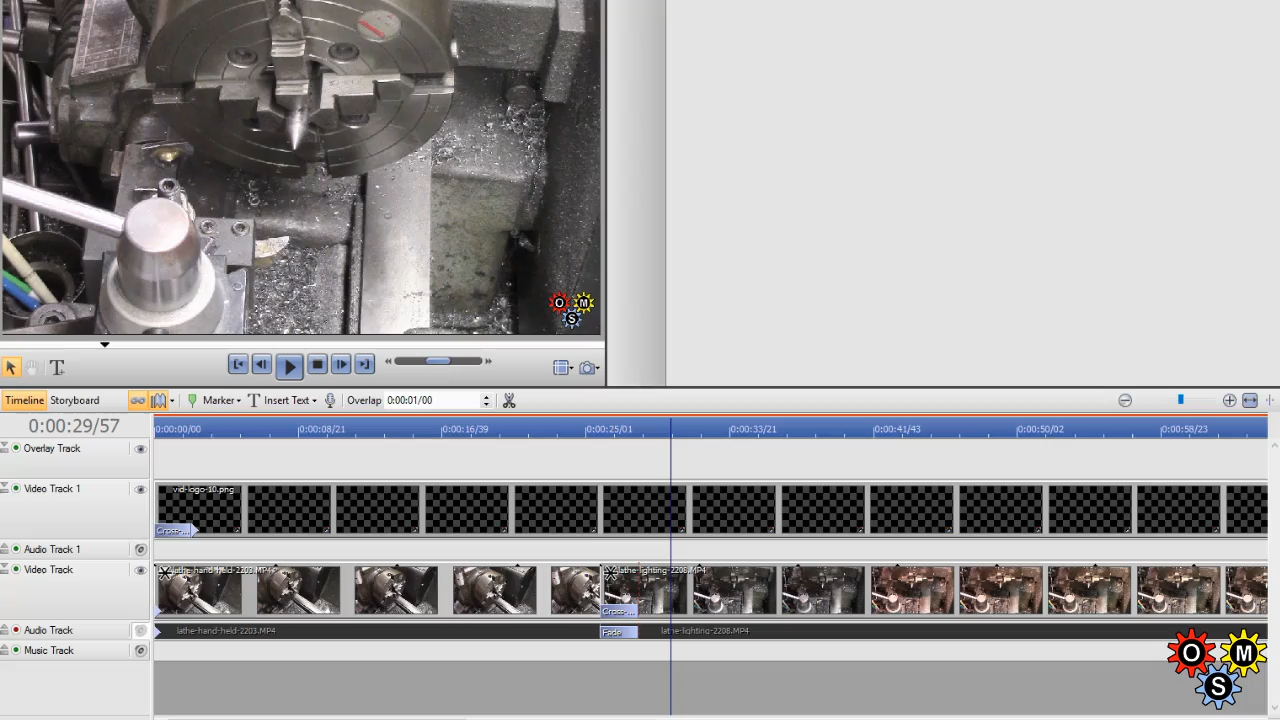 O M
S
Timeline Storyboard Marker Insert Text Overlap 0:00:01/00
0:00:29/57 0:00:00/00 0:00:08/21 0:00:16/39 0:00:25/01 0:00:33/21 0:00:41/43 0:00:50/02 0:00:58/23
Overlay Track
Video Track 1 vid-logo-10.png
Cross-...
Audio Track 1
Video Track lathe-hand-held-2203.MP4 lathe-lighting-2208.MP4
Cross-...
Audio Track lathe-hand-held-2203.MP4 Fade lathe-lighting-2208.MP4
Music Track
O M
S